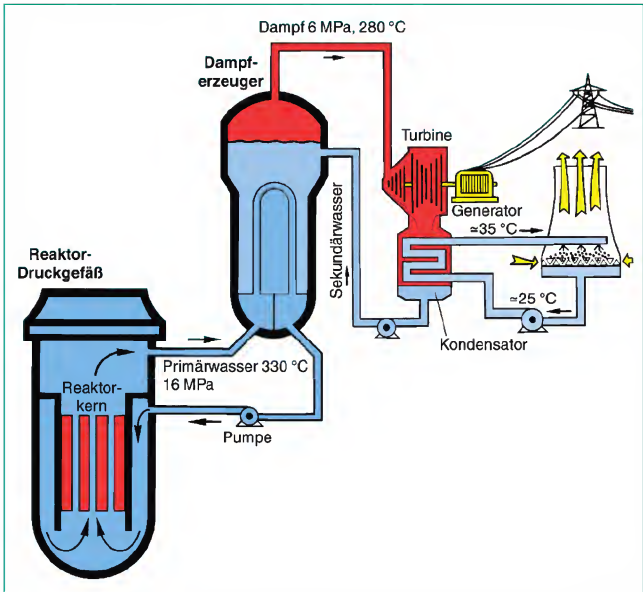 Dampf 6 MPa, 280 °C
Dampf-
erzeuger
Turbine
Generator
≃35 °C
Sekundärwasser
Reaktor-
Druckgefäß
≃25 °C
Kondensator
Primärwasser 330 °C
16 MPa
Reaktor-
kern
Pumpe